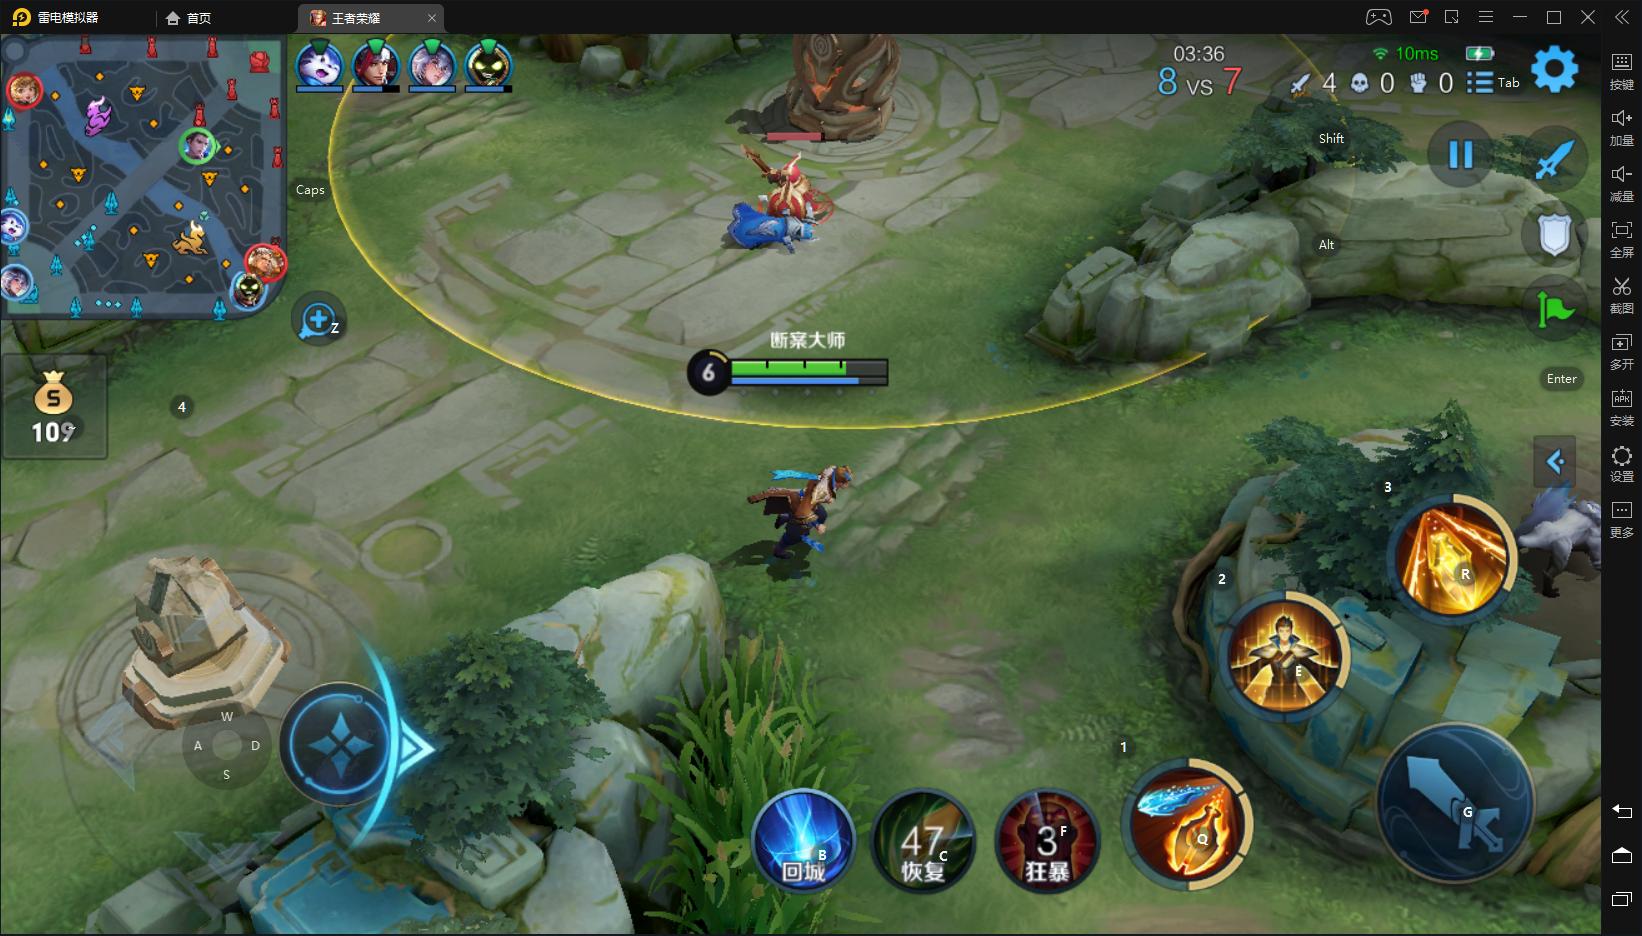 雷电模拟器
首页
王者荣耀
03:36
8 VS 7
10ms
4 0 0
Tab
Shift
Caps
Alt
Z
Enter
断案大师
6
S
109
4
3
R
2
E
1
W
A D
S
B
回城
47
C
恢复
3
F
狂暴
Q
G
按键
加量
减量
全屏
截图
多开
APK
安装
设置
更多